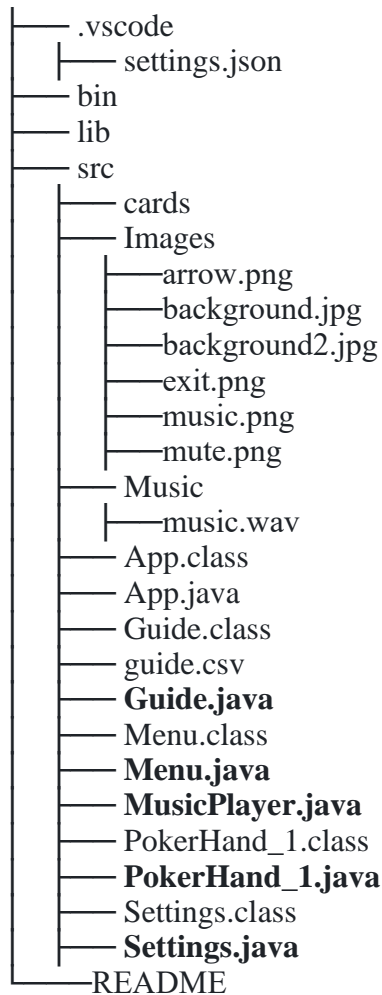 .vscode
settings.json
bin
lib
src
cards
Images
arrow.png
background.jpg
background2.jpg
exit.png
music.png
mute.png
Music
music.wav
App.class
App.java
Guide.class
guide.csv
Guide.java
Menu.class
Menu.java
MusicPlayer.java
PokerHand_1.class
PokerHand_1.java
Settings.class
Settings.java
README